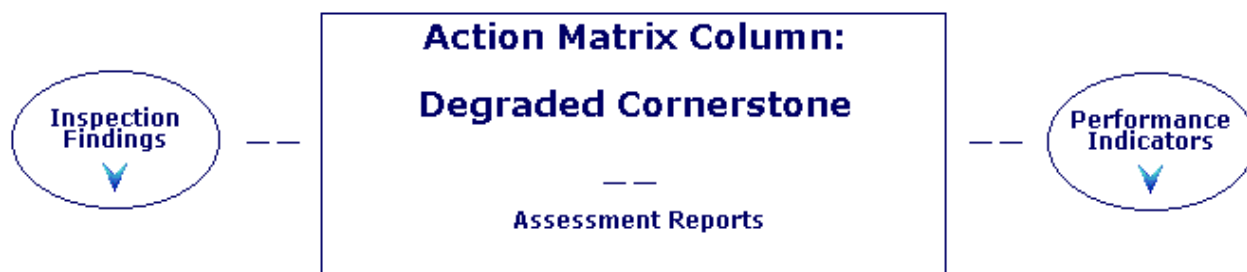 Action Matrix Column:
Degraded Cornerstone
Inspection
Findings
Performance
Indicators
Assessment Reports